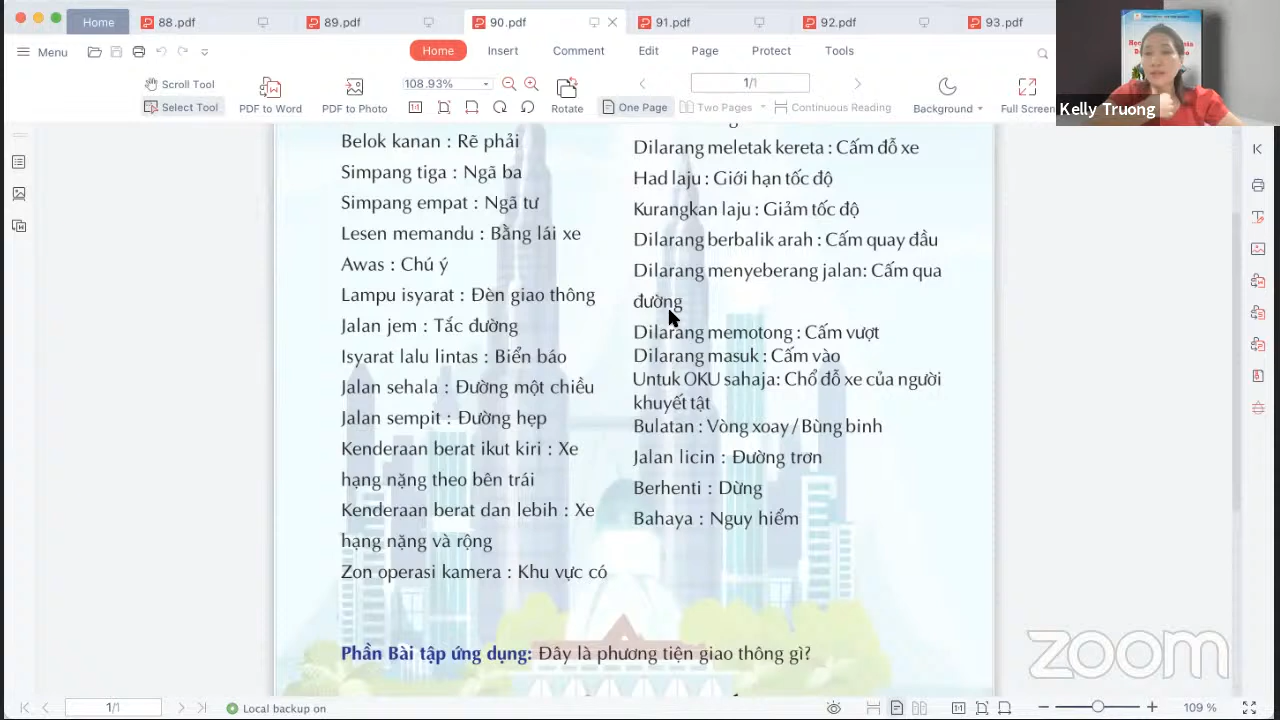 Home
88.pdf
89.pdf
90.pdf
91.pdf
92.pdf
93.pdf
Menu
Home
Insert
Comment
Edit
Page
Protect
Tools
Scroll Tool
Select Tool
PDF to Word
PDF to Photo
108.93%
Rotate
1/1
One Page
Two Pages
Continuous Reading
Background
Full Screen
Kelly Truong
Belok kanan : Rẽ phải
Simpang tiga : Ngã ba
Simpang empat : Ngã tư
Lesen memandu : Bằng lái xe
Awas : Chú ý
Lampu isyarat : Đèn giao thông
Jalan jem : Tắc đường
Isyarat lalu lintas : Biển báo
Jalan sehala : Đường một chiều
Jalan sempit : Đường hẹp
Kenderaan berat ikut kiri : Xe
hạng nặng theo bên trái
Kenderaan berat dan lebih : Xe
hạng nặng và rộng
Zon operasi kamera : Khu vực có
Dilarang meletak kereta : Cấm đỗ xe
Had laju : Giới hạn tốc độ
Kurangkan laju : Giảm tốc độ
Dilarang berbalik arah : Cấm quay đầu
Dilarang menyeberang jalan: Cấm qua
đường
Dilarang memotong : Cấm vượt
Dilarang masuk : Cấm vào
Untuk OKU sahaja: Chổ đỗ xe của người
khuyết tật
Bulatan : Vòng xoay / Bùng binh
Jalan licin : Đường trơn
Berhenti : Dừng
Bahaya : Nguy hiểm
Phần Bài tập ứng dụng: Đây là phương tiện giao thông gì?
zoom
1/1
Local backup on
109 %